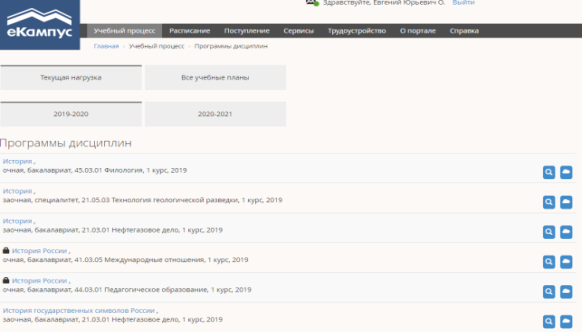 Здравствуйте, Евгений Юрьевич О. Выйти
еКампус
Учебный процесс Расписание Поступление Сервисы Трудоустройство О портале Справка
Главная › Учебный процесс › Программы дисциплин
Текущая нагрузка Все учебные планы
2019-2020 2020-2021
Программы дисциплин
История ,
очная, бакалавриат, 45.03.01 Филология, 1 курс, 2019
История ,
заочная, специалитет, 21.05.03 Технология геологической разведки, 1 курс, 2019
История ,
заочная, бакалавриат, 21.03.01 Нефтегазовое дело, 1 курс, 2019
История России ,
очная, бакалавриат, 41.03.05 Международные отношения, 1 курс, 2019
История России ,
очная, бакалавриат, 44.03.01 Педагогическое образование, 1 курс, 2019
История государственных символов России ,
заочная, бакалавриат, 21.03.01 Нефтегазовое дело, 1 курс, 2019